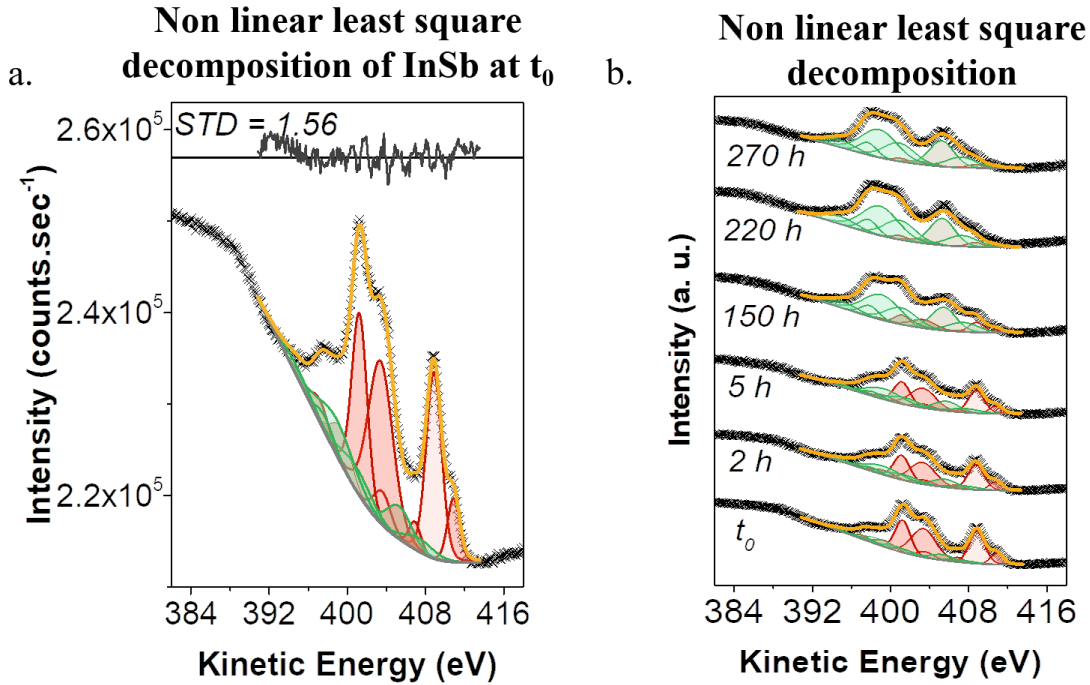 Non linear least square
decomposition of InSb at t0
a.
STD = 1.56
2.6x10^5
2.4x10^5
2.2x10^5
Intensity (counts.sec^-1)
384 392 400 408 416
Kinetic Energy (eV)
Non linear least square
decomposition
b.
270 h
220 h
150 h
5 h
2 h
t0
Intensity (a. u.)
384 392 400 408 416
Kinetic Energy (eV)